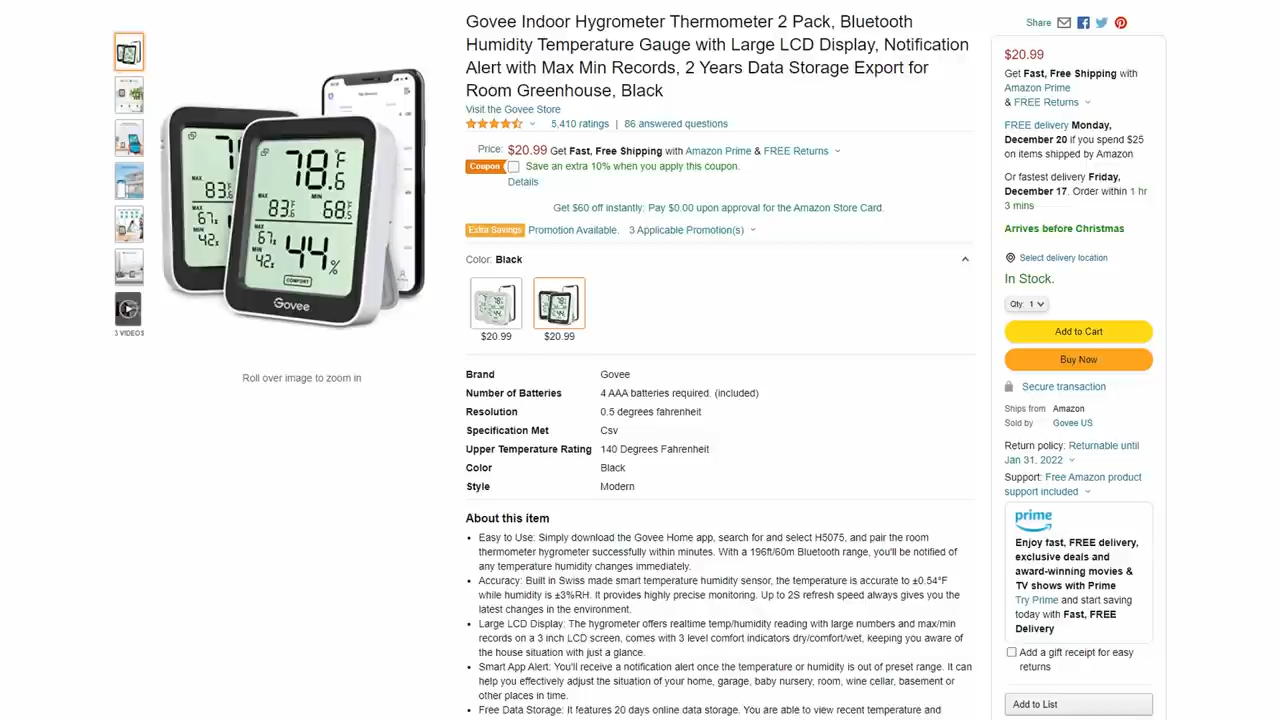 Govee Indoor Hygrometer Thermometer 2 Pack, Bluetooth
Humidity Temperature Gauge with Large LCD Display, Notification
Alert with Max Min Records, 2 Years Data Storage Export for
Room Greenhouse, Black
Visit the Govee Store
5,410 ratings | 86 answered questions
Price: $20.99 Get Fast, Free Shipping with Amazon Prime & FREE Returns
Coupon Save an extra 10% when you apply this coupon.
Details
Get $60 off instantly: Pay $0.00 upon approval for the Amazon Store Card.
Extra Savings Promotion Available. 3 Applicable Promotion(s)
Color: Black
$20.99 $20.99
Brand Govee
Number of Batteries 4 AAA batteries required. (included)
Resolution 0.5 degrees fahrenheit
Specification Met Csv
Upper Temperature Rating 140 Degrees Fahrenheit
Color Black
Style Modern
About this item
Easy to Use: Simply download the Govee Home app, search for and select H5075, and pair the room
thermometer hygrometer successfully within minutes. With a 196ft/60m Bluetooth range, you'll be notified of
any temperature humidity changes immediately.
Accuracy: Built in Swiss made smart temperature humidity sensor, the temperature is accurate to ±0.54°F
while humidity is ±3%RH. It provides highly precise monitoring. Up to 2S refresh speed always gives you the
latest changes in the environment.
Large LCD Display: The hygrometer offers realtime temp/humidity reading with large numbers and max/min
records on a 3 inch LCD screen, comes with 3 level comfort indicators dry/comfort/wet, keeping you aware of
the house situation with just a glance.
Smart App Alert: You'll receive a notification alert once the temperature or humidity is out of preset range. It can
help you effectively adjust the situation of your home, garage, baby nursery, room, wine cellar, basement or
other places in time.
Free Data Storage: It features 20 days online data storage. You are able to view recent temperature and
3 VIDEOS
Roll over image to zoom in
7
MAX
83.6 °F
MAX
67%
MIN
42%
78.6 °F
MAX MIN
83.6 °F 68.5 °F
MAX
67%
MIN
42%
44 %
COMFORT
Govee
Share
$20.99
Get Fast, Free Shipping with
Amazon Prime
& FREE Returns
FREE delivery Monday,
December 20 if you spend $25
on items shipped by Amazon
Or fastest delivery Friday,
December 17. Order within 1 hr
3 mins
Arrives before Christmas
Select delivery location
In Stock.
Qty: 1
Add to Cart
Buy Now
Secure transaction
Ships from Amazon
Sold by Govee US
Return policy: Returnable until
Jan 31, 2022
Support: Free Amazon product
support included
prime
Enjoy fast, FREE delivery,
exclusive deals and
award-winning movies &
TV shows with Prime
Try Prime and start saving
today with Fast, FREE
Delivery
Add a gift receipt for easy
returns
Add to List